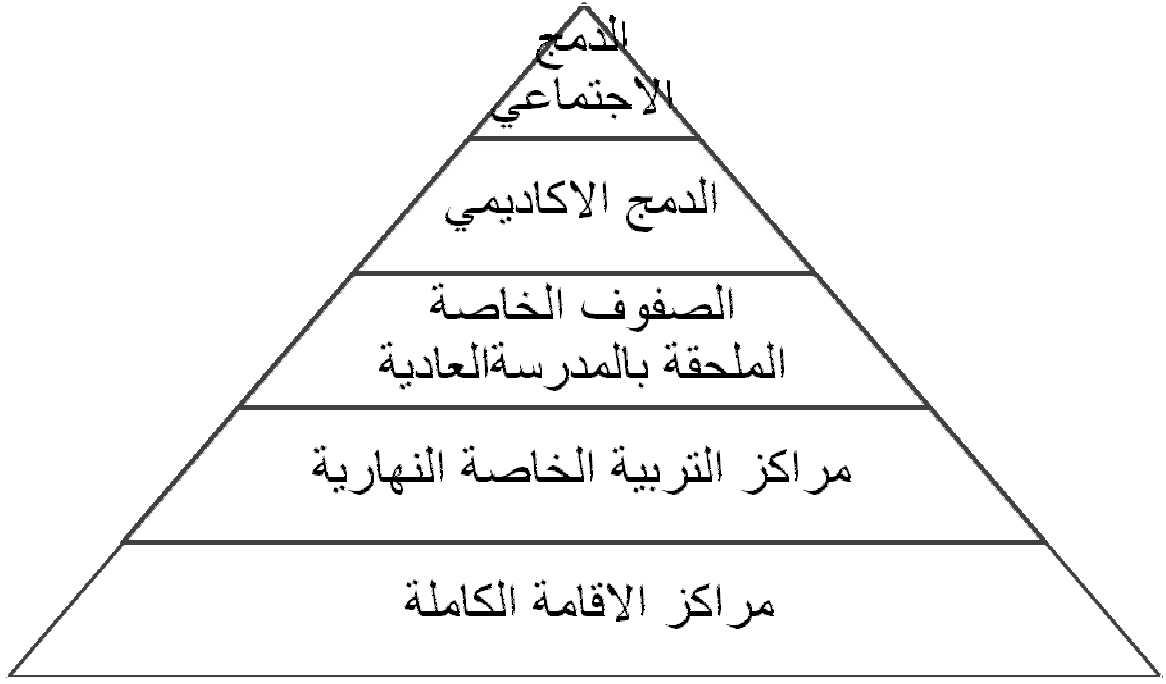 الدمج
الاجتماعي
الدمج الاكاديمي
الصفوف الخاصة
الملحقة بالمدرسةالعادية
مراكز التربية الخاصة النهارية
مراكز الاقامة الكاملة